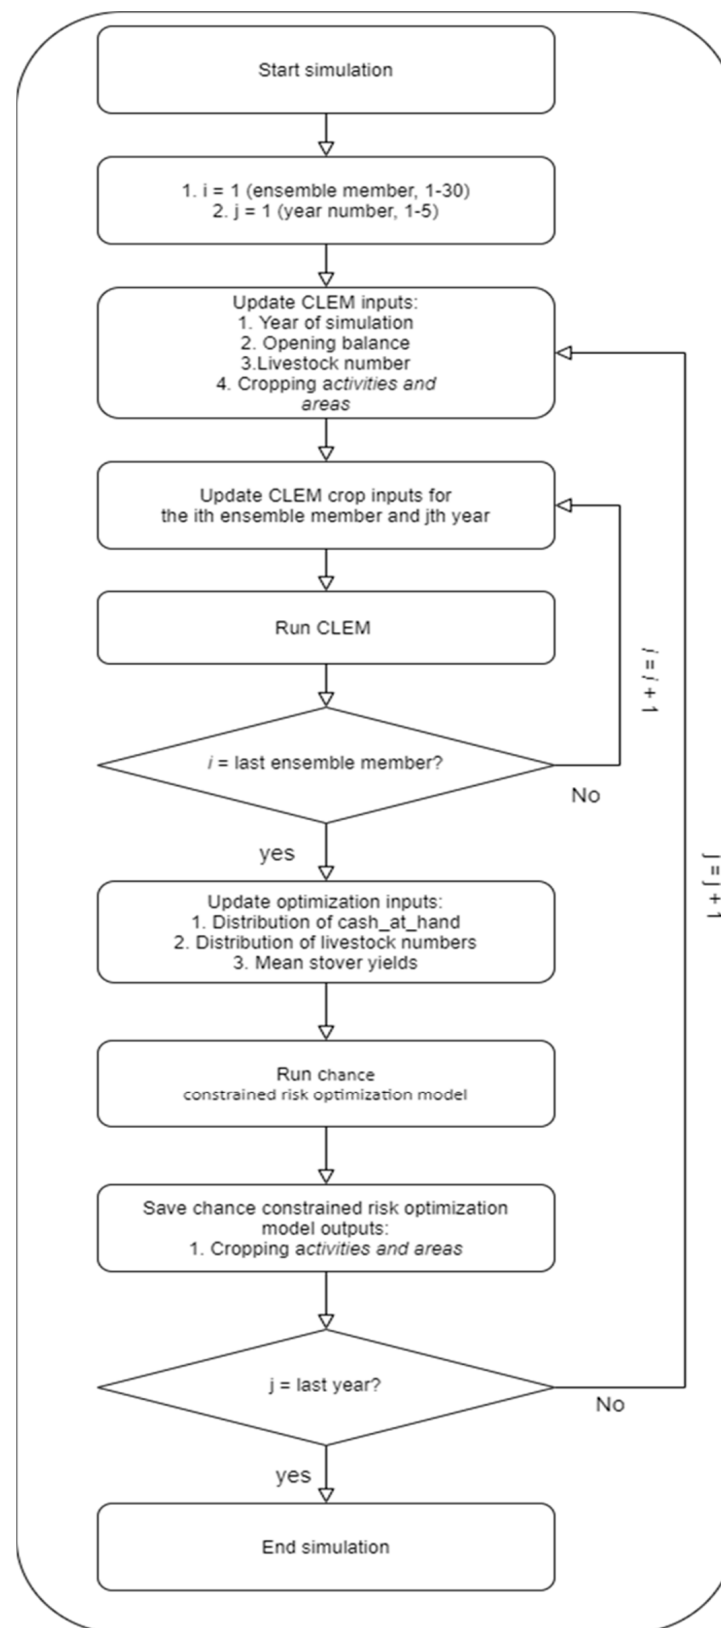 Start simulation
1. i = 1 (ensemble member, 1-30)
2. j = 1 (year number, 1-5)
Update CLEM inputs:
1. Year of simulation
2. Opening balance
3.Livestock number
4. Cropping activities and
areas
Update CLEM crop inputs for
the ith ensemble member and jth year
Run CLEM
i = i + 1
i = last ensemble member?
No
yes
j = j + 1
Update optimization inputs:
1. Distribution of cash_at_hand
2. Distribution of livestock numbers
3. Mean stover yields
Run chance
constrained risk optimization model
Save chance constrained risk optimization
model outputs:
1. Cropping activities and areas
j = last year?
No
yes
End simulation